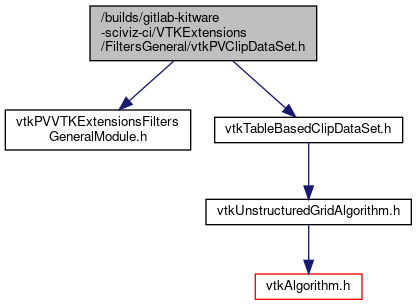 /builds/gitlab-kitware
-sciviz-ci/VTKExtensions
/FiltersGeneral/vtkPVClipDataSet.h
vtkPVVTKExtensionsFilters
GeneralModule.h
vtkTableBasedClipDataSet.h
vtkUnstructuredGridAlgorithm.h
vtkAlgorithm.h